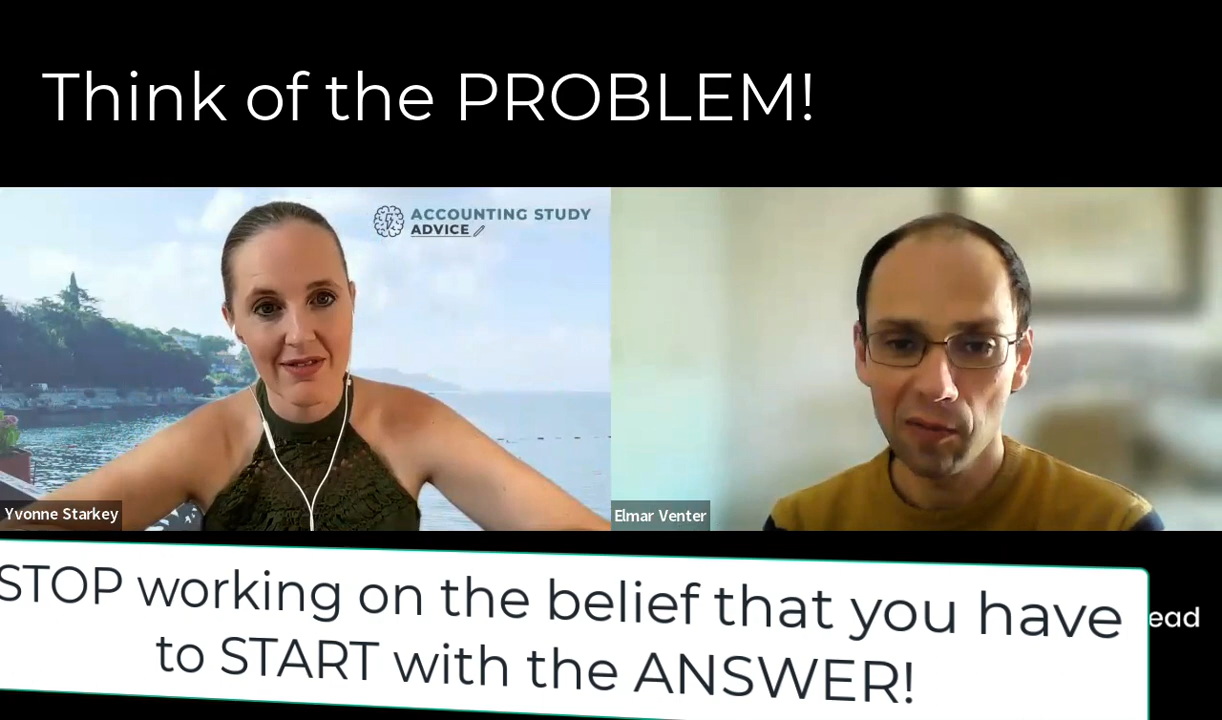 Think of the PROBLEM!
ACCOUNTING STUDY
ADVICE
Yvonne Starkey
Elmar Venter
STOP working on the belief that you have
to START with the ANSWER!